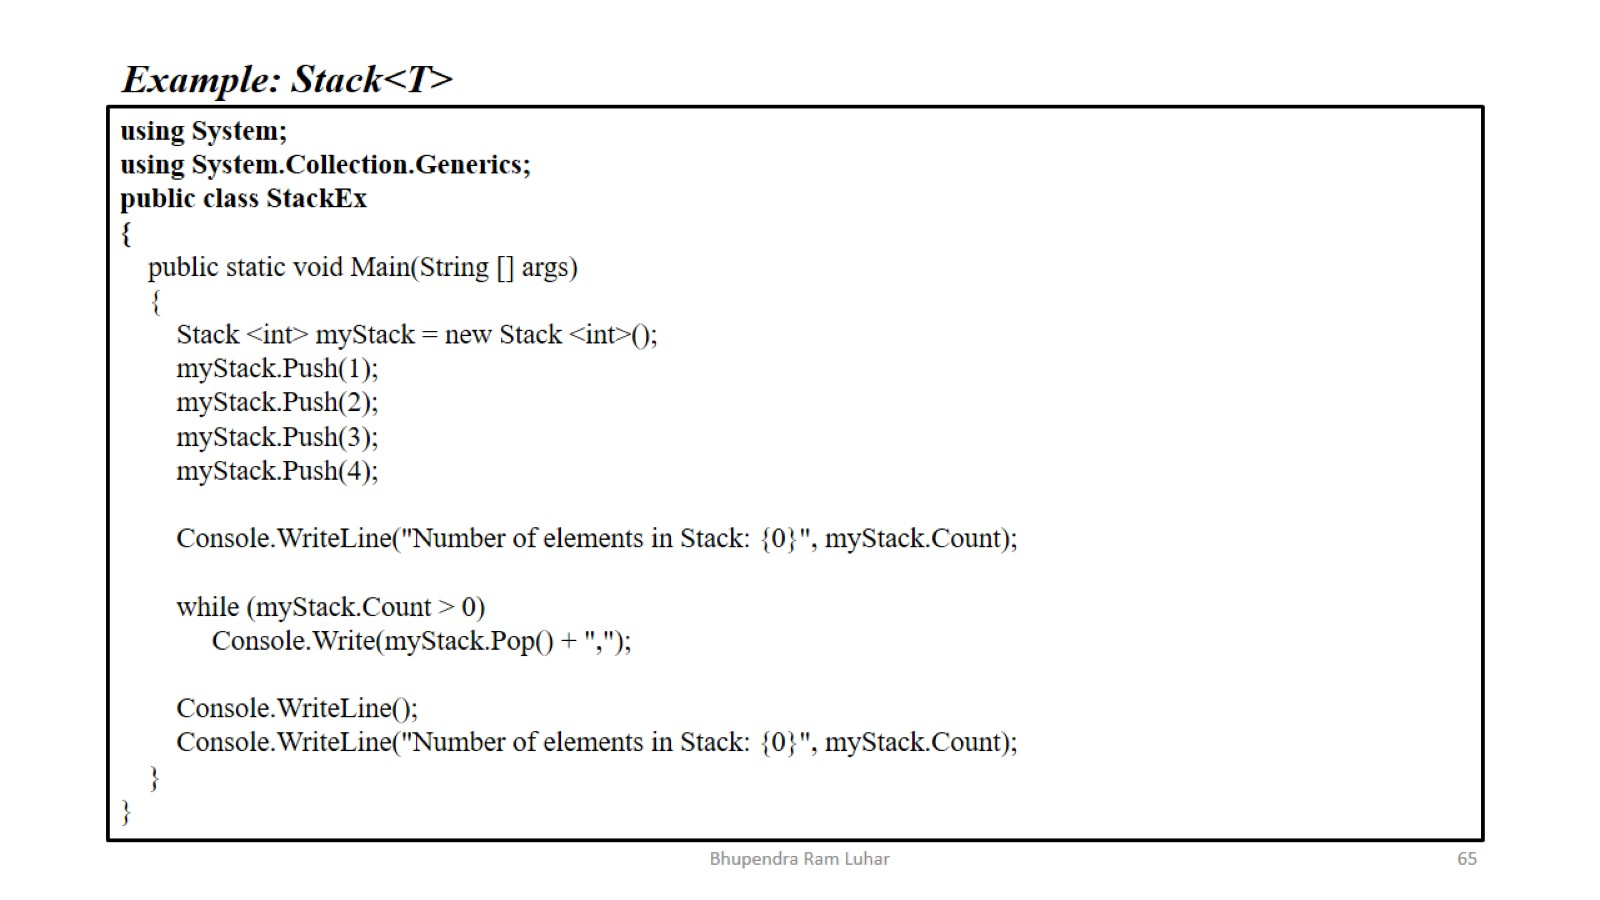 Example: Stack<T>
using System;
using System.Collection.Generics;
public class StackEx
{
public static void Main(String [] args)
{
Stack <int> myStack = new Stack <int>();
myStack.Push(1);
myStack.Push(2);
myStack.Push(3);
myStack.Push(4);
Console.WriteLine("Number of elements in Stack: {0}", myStack.Count);
while (myStack.Count > 0)
Console.Write(myStack.Pop() + ",");
Console.WriteLine();
Console.WriteLine("Number of elements in Stack: {0}", myStack.Count);
}
}
Bhupendra Ram Luhar
65